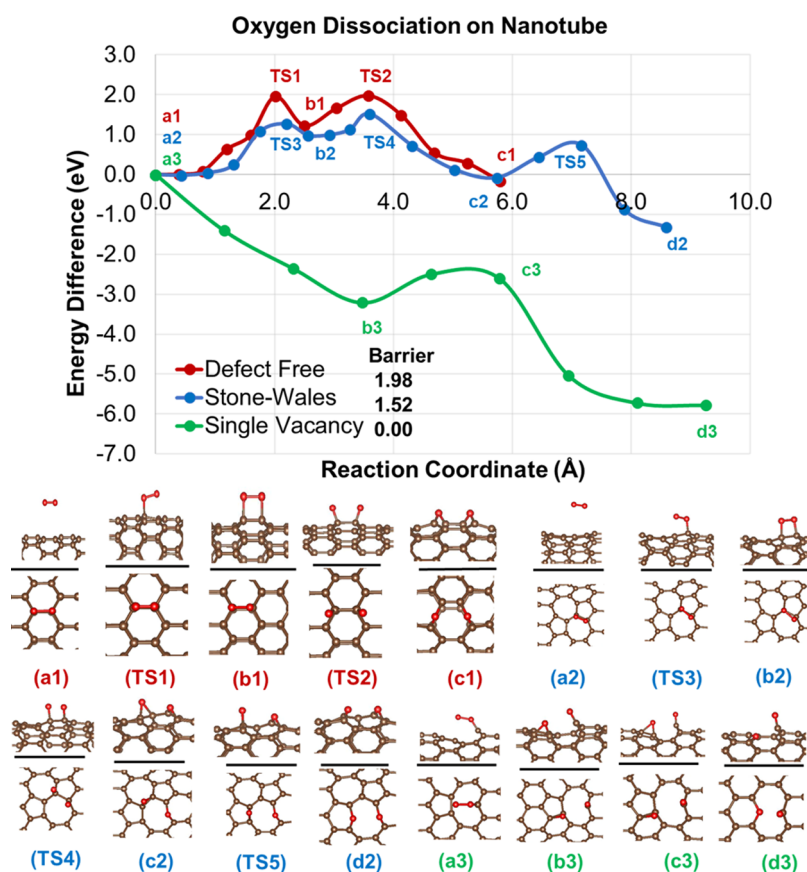 Oxygen Dissociation on Nanotube
Energy Difference (eV)
3.0
2.0
1.0
0.0
-1.0
-2.0
-3.0
-4.0
-5.0
-6.0
-7.0
0.0 2.0 4.0 6.0 8.0 10.0
a1
a2
a3
TS1
b1
TS2
TS3
b2
TS4
c1
c2
TS5
d2
b3
c3
d3
Barrier
Defect Free 1.98
Stone-Wales 1.52
Single Vacancy 0.00
Reaction Coordinate (Å)
(a1) (TS1) (b1) (TS2) (c1) (a2) (TS3) (b2)
(TS4) (c2) (TS5) (d2) (a3) (b3) (c3) (d3)